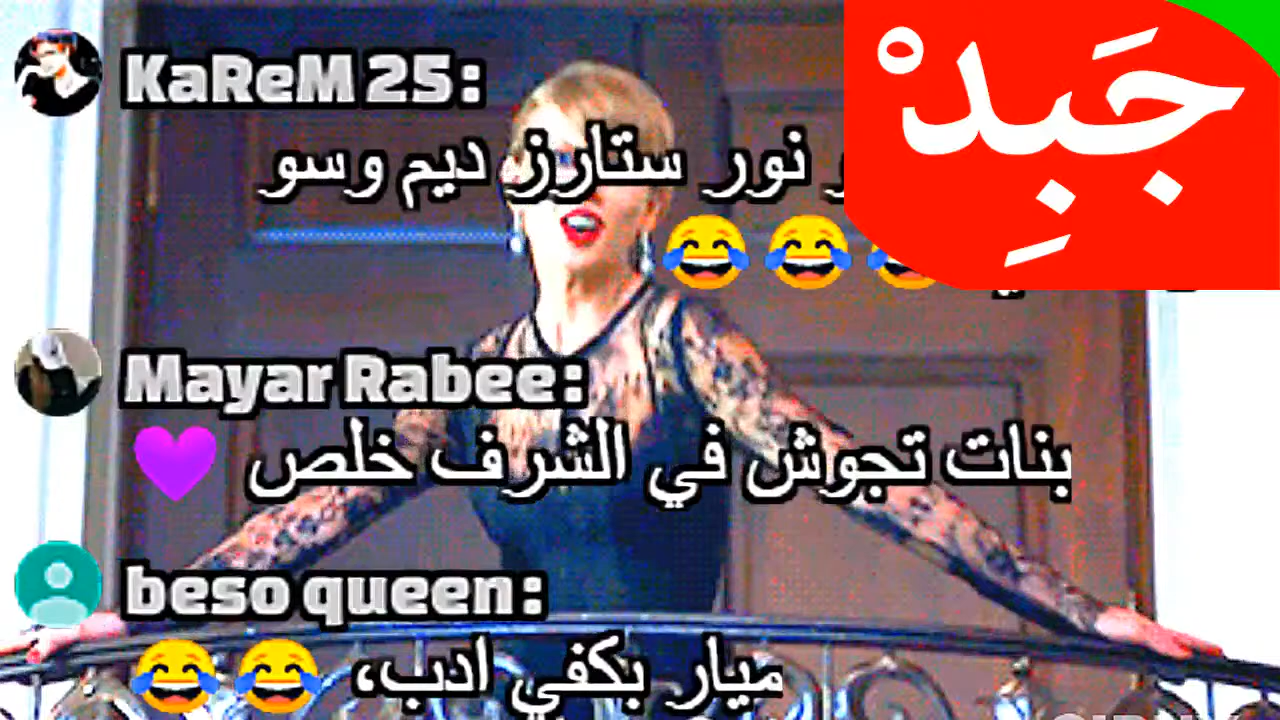 جَبِدْ
KaReM 25:
نور ستارز ديم وسو
😂😂😂
Mayar Rabee:
بنات تجوش في الشرف خلص 💜
beso queen:
ميار بكفي ادب، 😂😂